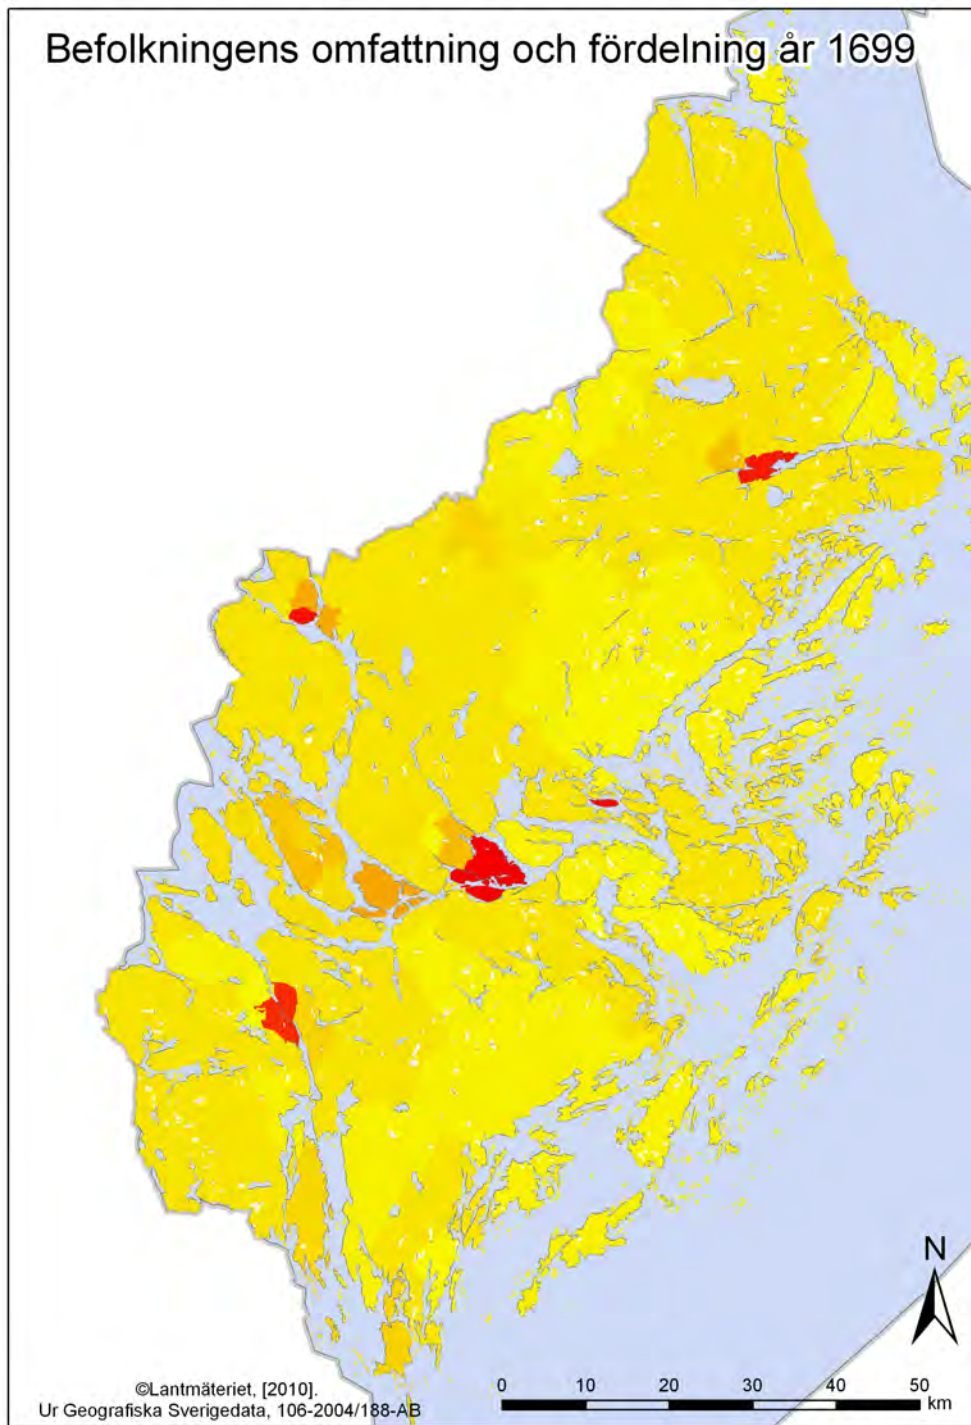 Befolkningens omfattning och fördelning år 1699
N
©Lantmäteriet, [2010].
Ur Geografiska Sverigedata, 106-2004/188-AB
0 10 20 30 40 50
km